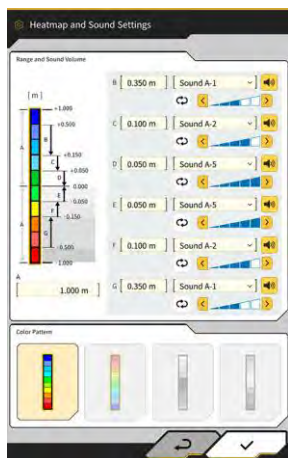 Heatmap and Sound Settings
Range and Sound Volume
[ m ]
+1.000
+0.500
+0.150
+0.050
0.000
-0.050
-0.150
-0.500
-1.000
A
B
C
D
E
F
G
A
A
1.000 m
B [ 0.350 m ] [ Sound A-1 ]
C [ 0.100 m ] [ Sound A-2 ]
D [ 0.050 m ] [ Sound A-5 ]
E [ 0.050 m ] [ Sound A-5 ]
F [ 0.100 m ] [ Sound A-2 ]
G [ 0.350 m ] [ Sound A-1 ]
Color Pattern